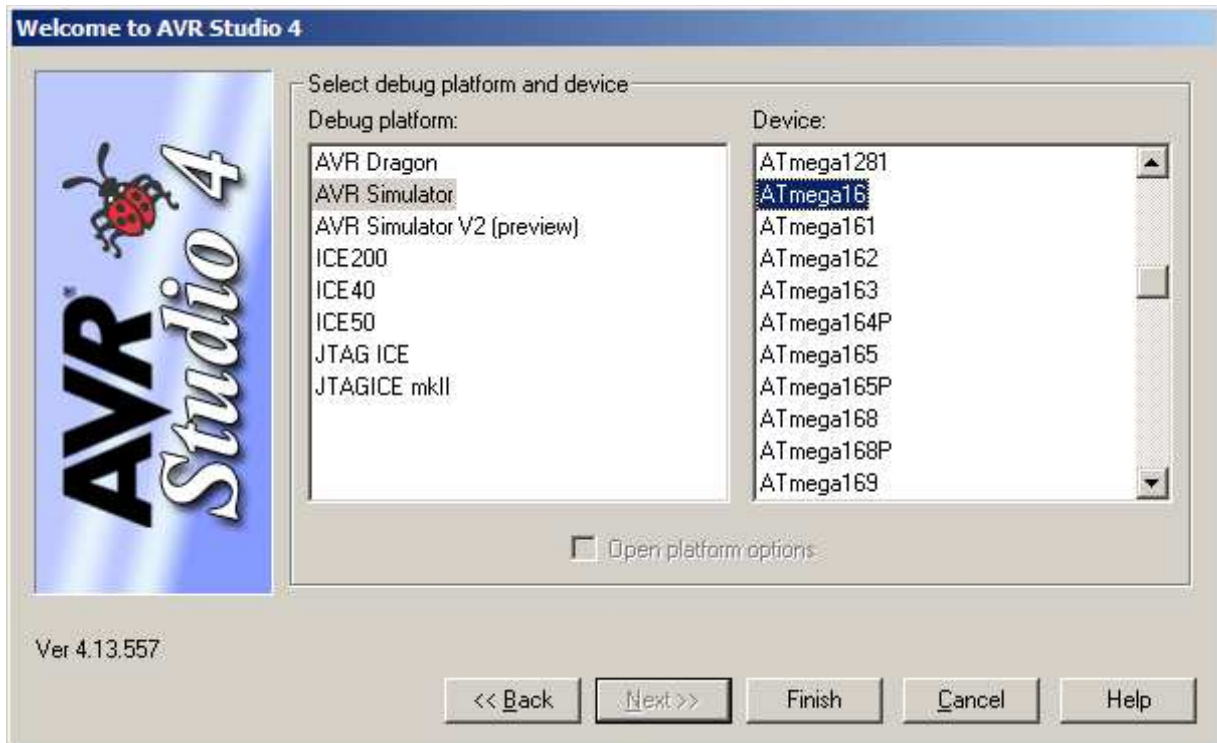 Welcome to AVR Studio 4
AVR®
Studio 4
Select debug platform and device
Debug platform:
AVR Dragon
AVR Simulator
AVR Simulator V2 (preview)
ICE200
ICE40
ICE50
JTAG ICE
JTAGICE mkII
Device:
ATmega1281
ATmega16
ATmega161
ATmega162
ATmega163
ATmega164P
ATmega165
ATmega165P
ATmega168
ATmega168P
ATmega169
Open platform options
Ver 4.13.557
<< Back
Next >>
Finish
Cancel
Help